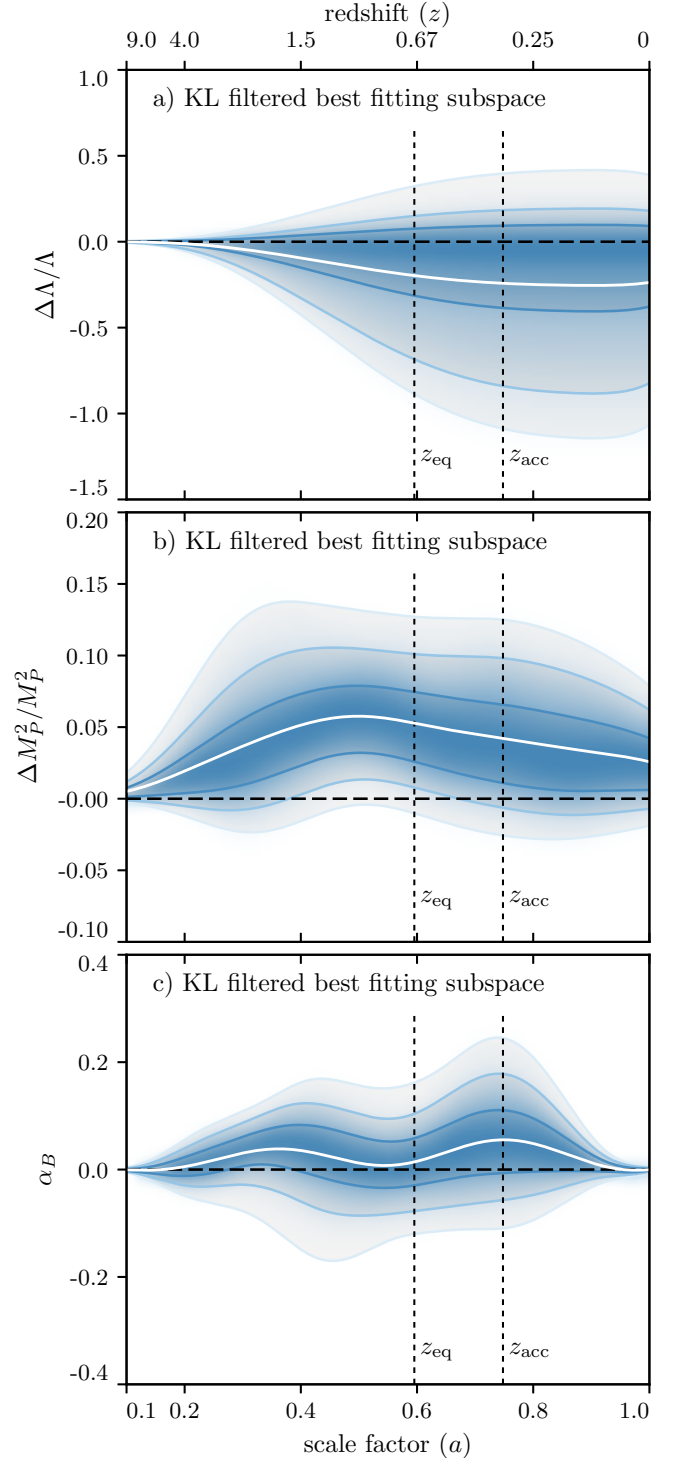 redshift (z)
9.0 4.0 1.5 0.67 0.25 0
a) KL filtered best fitting subspace
1.0
0.5
0.0
-0.5
-1.0
-1.5
ΔΛ/Λ
z_eq z_acc
b) KL filtered best fitting subspace
0.20
0.15
0.10
0.05
-0.00
-0.05
-0.10
ΔM_P^2/M_P^2
z_eq z_acc
c) KL filtered best fitting subspace
0.4
0.2
0.0
-0.2
-0.4
α_B
z_eq z_acc
0.1 0.2 0.4 0.6 0.8 1.0
scale factor (a)